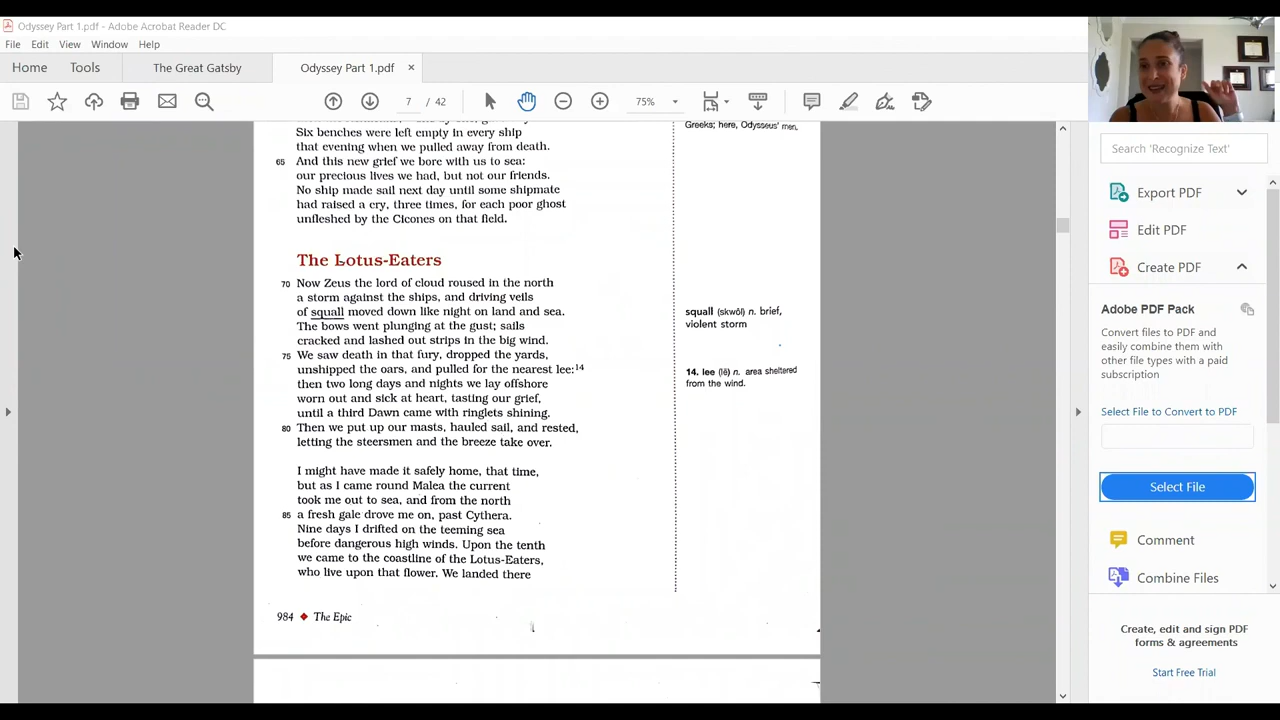 Odyssey Part 1.pdf - Adobe Acrobat Reader DC
File Edit View Window Help
Home Tools The Great Gatsby Odyssey Part 1.pdf ×
7 / 42 75%
Greeks; here, Odysseus' men.
Six benches were left empty in every ship
that evening when we pulled away from death.
65 And this new grief we bore with us to sea:
our precious lives we had, but not our friends.
No ship made sail next day until some shipmate
had raised a cry, three times, for each poor ghost
unfleshed by the Cicones on that field.
The Lotus-Eaters
70 Now Zeus the lord of cloud roused in the north
a storm against the ships, and driving veils
of squall moved down like night on land and sea.
The bows went plunging at the gust; sails
cracked and lashed out strips in the big wind.
75 We saw death in that fury, dropped the yards,
unshipped the oars, and pulled for the nearest lee:14
then two long days and nights we lay offshore
worn out and sick at heart, tasting our grief,
until a third Dawn came with ringlets shining.
80 Then we put up our masts, hauled sail, and rested,
letting the steersmen and the breeze take over.
I might have made it safely home, that time,
but as I came round Malea the current
took me out to sea, and from the north
85 a fresh gale drove me on, past Cythera.
Nine days I drifted on the teeming sea
before dangerous high winds. Upon the tenth
we came to the coastline of the Lotus-Eaters,
who live upon that flower. We landed there
squall (skwôl) n. brief,
violent storm
14. lee (lē) n. area sheltered
from the wind.
984 ❖ The Epic
Search 'Recognize Text'
Export PDF
Edit PDF
Create PDF
Adobe PDF Pack
Convert files to PDF and
easily combine them with
other file types with a paid
subscription
Select File to Convert to PDF
Select File
Comment
Combine Files
Create, edit and sign PDF
forms & agreements
Start Free Trial